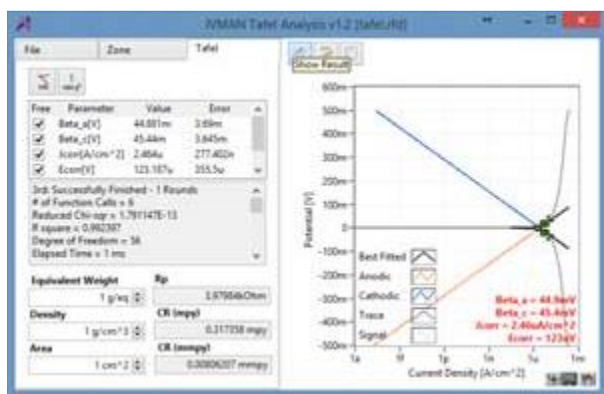 IVMAN Tafel Analysis v1.2 [tafel.rfd]
File Zone Tafel
Show Result
Free Parameter Value Error
Beta_a[V] 44.881m 3.69m
Beta_c[V] 45.44m 3.645m
Jcorr[A/cm^2] 2.464u 277.402n
Ecorr[V] 123.187u 355.5u
3rd: Successfully Finished - 1 Rounds
# of Function Calls = 6
Reduced Chi-sqr = 1.791147E-13
R square = 0.992387
Degree of Freedom = 56
Elapsed Time = 1 ms
Equivalent Weight Rp
1 g/eq 3.97984kOhm
Density CR (mpy)
1 g/cm^3 0.317358 mpy
Area CR (mmpy)
1 cm^2 0.00806207 mmpy
600m
500m
400m
300m
200m
100m
0
-100m
-200m
-300m
-400m
-500m
Potential [V]
Best Fitted
Anodic
Cathodic
Trace
Signal
Beta_a = 44.9mV
Beta_c = 45.4mV
Jcorr = 2.46uA/cm^2
Ecorr = 123uV
1a 1f 1p 1n 1u 1m
Current Density [A/cm^2]